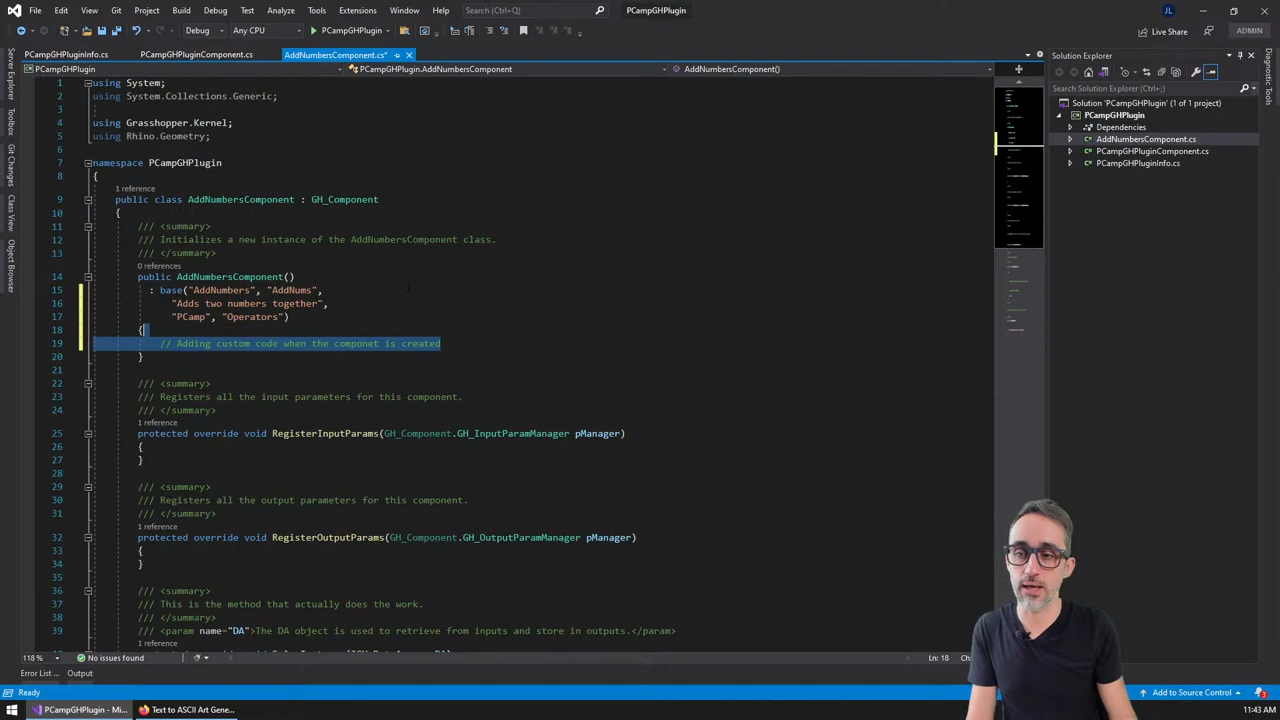 File Edit View Git Project Build Debug Test Analyze Tools Extensions Window Help Search (Ctrl+Q) PCampGHPlugin JL
Debug Any CPU PCampGHPlugin Live Share ADMIN
PCampGHPluginInfo.cs PCampGHPluginComponent.cs AddNumbersComponent.cs*
PCampGHPlugin PCampGHPlugin.AddNumbersComponent AddNumbersComponent()
Server Explorer
Toolbox
Git Changes
Class View
Object Browser
1 using System;
2 using System.Collections.Generic;
3
4 using Grasshopper.Kernel;
5 using Rhino.Geometry;
6
7 namespace PCampGHPlugin
8 {
1 reference
9 public class AddNumbersComponent : GH_Component
10 {
11 /// <summary>
12 /// Initializes a new instance of the AddNumbersComponent class.
13 /// </summary>
0 references
14 public AddNumbersComponent()
15 : base("AddNumbers", "AddNums",
16 "Adds two numbers together",
17 "PCamp", "Operators")
18 {
19 // Adding custom code when the componet is created
20 }
21
22 /// <summary>
23 /// Registers all the input parameters for this component.
24 /// </summary>
1 reference
25 protected override void RegisterInputParams(GH_Component.GH_InputParamManager pManager)
26 {
27 }
28
29 /// <summary>
30 /// Registers all the output parameters for this component.
31 /// </summary>
1 reference
32 protected override void RegisterOutputParams(GH_Component.GH_OutputParamManager pManager)
33 {
34 }
35
36 /// <summary>
37 /// This is the method that actually does the work.
38 /// </summary>
39 /// <param name="DA">The DA object is used to retrieve from inputs and store in outputs.</param>
1 reference
Solution Explorer
Search Solution Explorer (Ctrl+;)
Solution 'PCampGHPlugin' (1 of 1 project)
PCampGHPlugin
Dependencies
AddNumbersComponent.cs
PCampGHPluginComponent.cs
PCampGHPluginInfo.cs
Diagnostic Tools
118 % No issues found Ln: 18
Error List ... Output
Ready Add to Source Control
PCampGHPlugin - Mi... Text to ASCII Art Gene... 11:43 AM